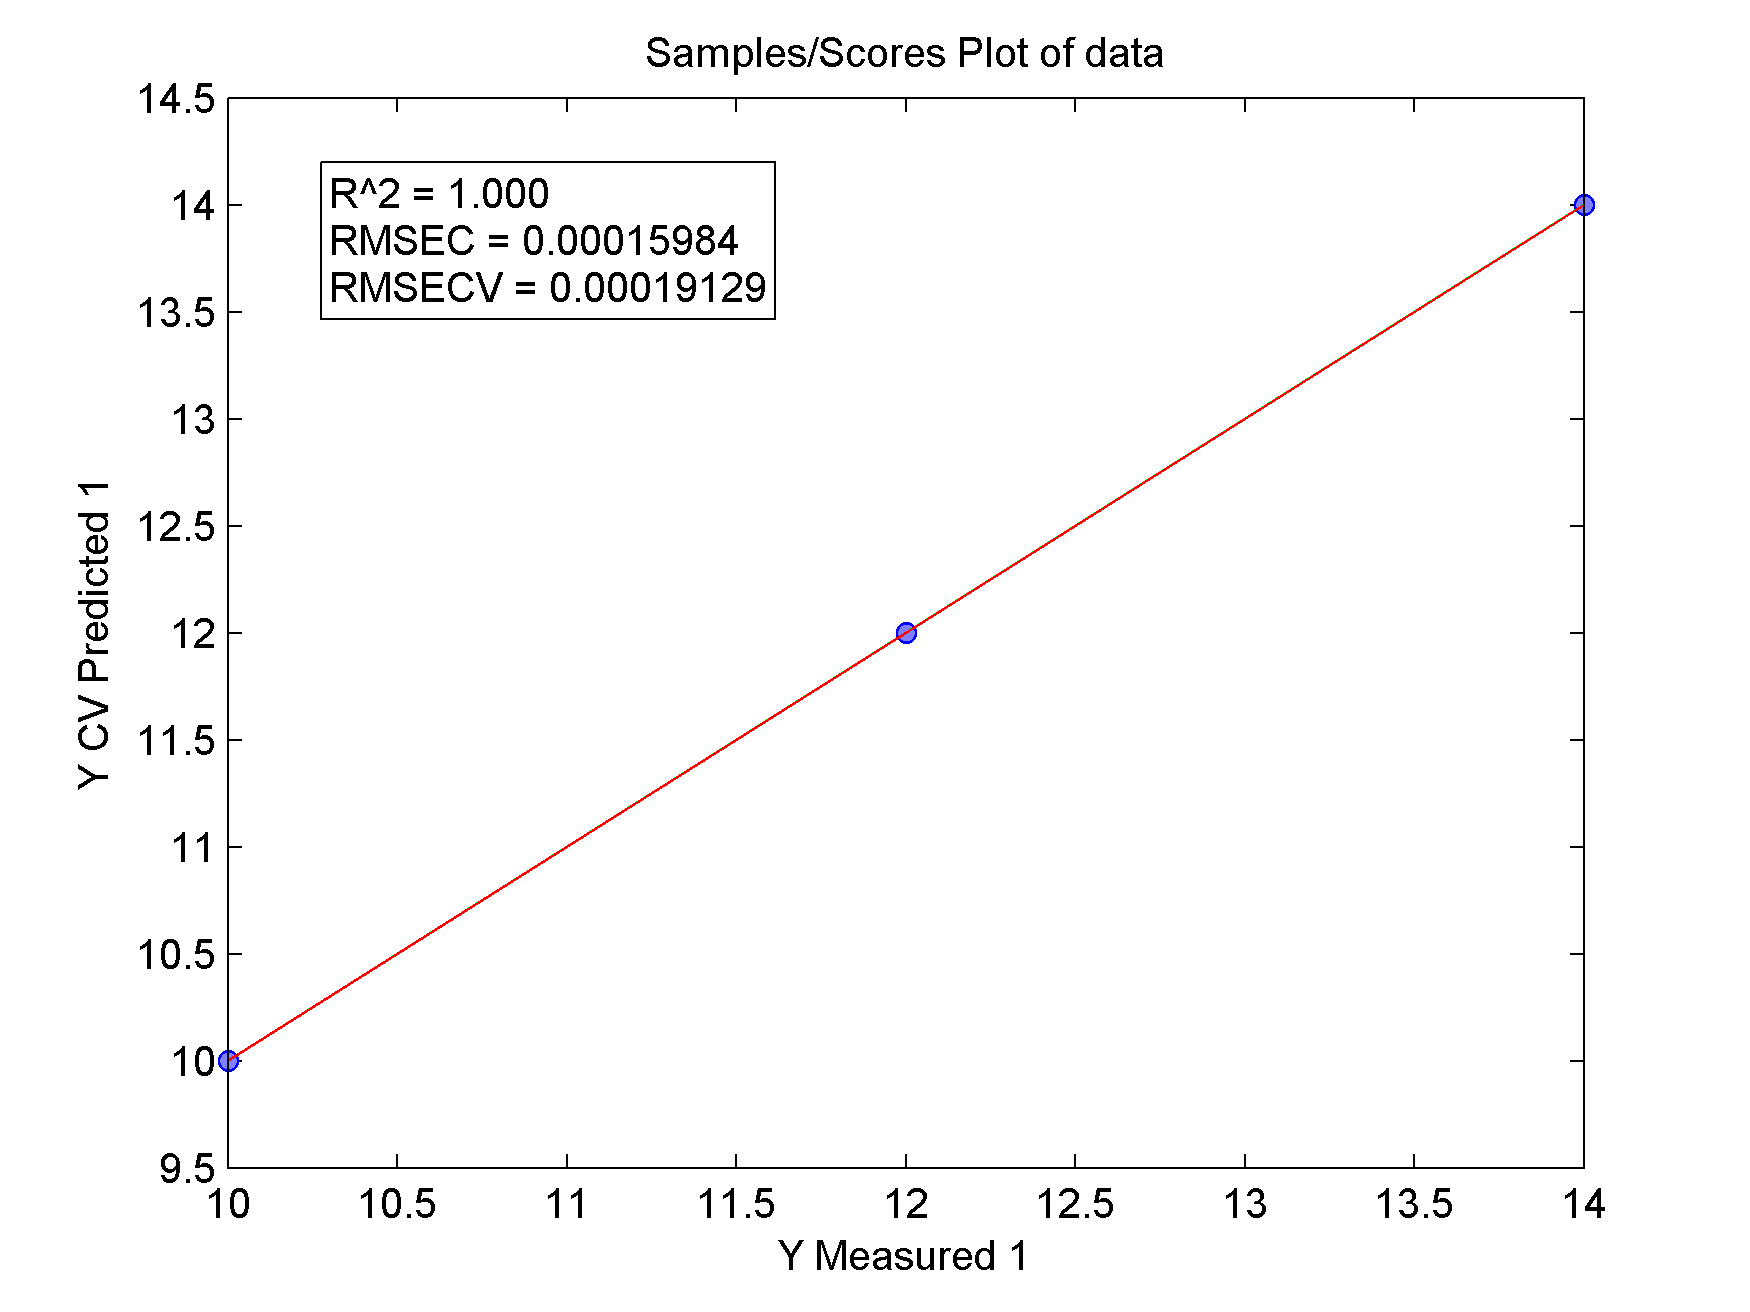 Samples/Scores Plot of data
14.5
14
13.5
13
12.5
12
11.5
11
10.5
10
9.5
R^2 = 1.000
RMSEC = 0.00015984
RMSECV = 0.00019129
Y CV Predicted 1
10 10.5 11 11.5 12 12.5 13 13.5 14
Y Measured 1